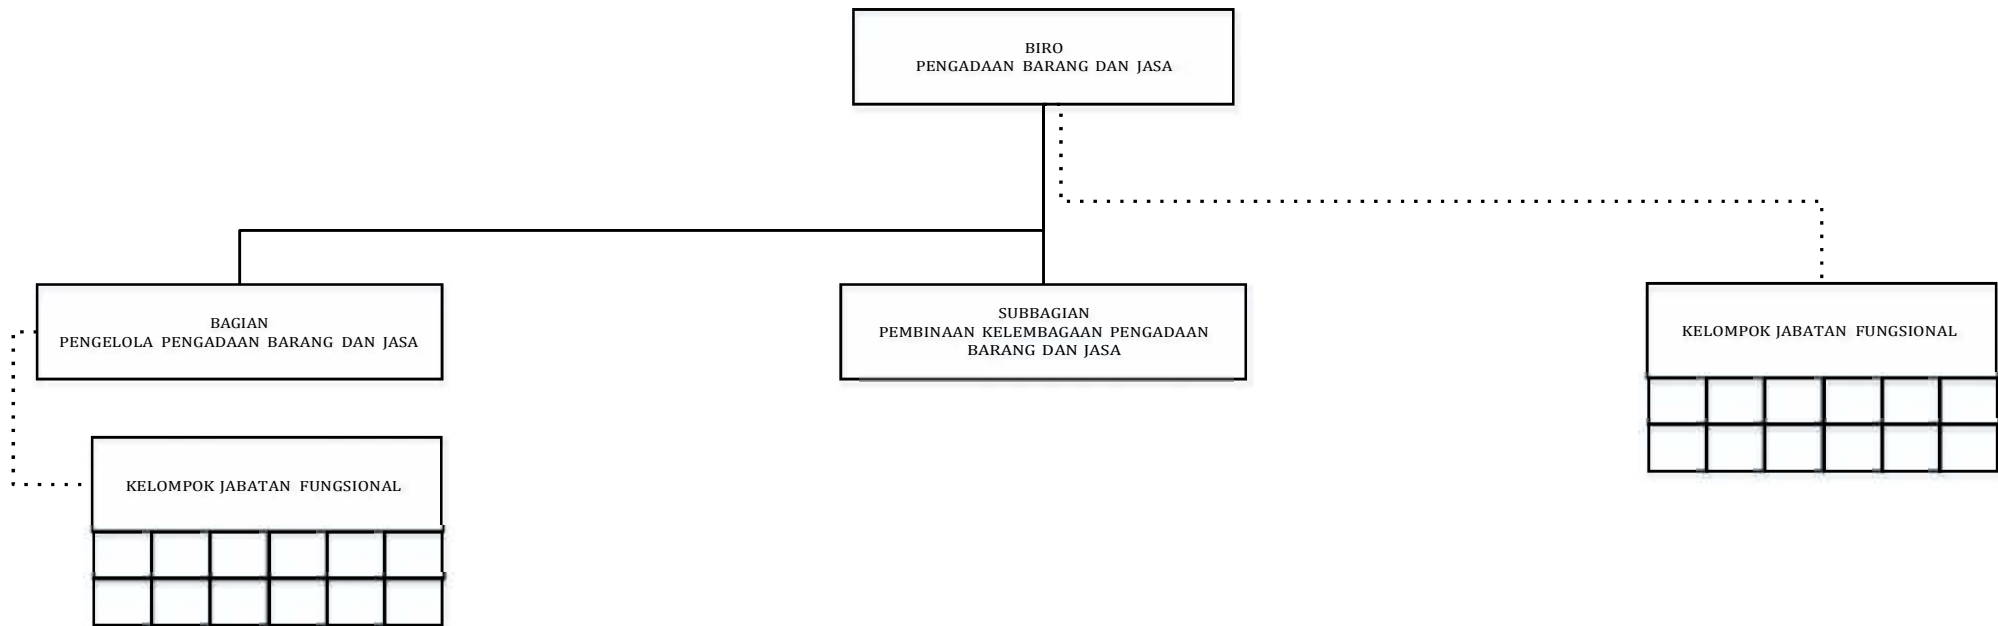 BIRO
PENGADAAN BARANG DAN JASA
BAGIAN
PENGELOLA PENGADAAN BARANG DAN JASA
SUBBAGIAN
PEMBINAAN KELEMBAGAAN PENGADAAN
BARANG DAN JASA
KELOMPOK JABATAN FUNGSIONAL
KELOMPOK JABATAN FUNGSIONAL